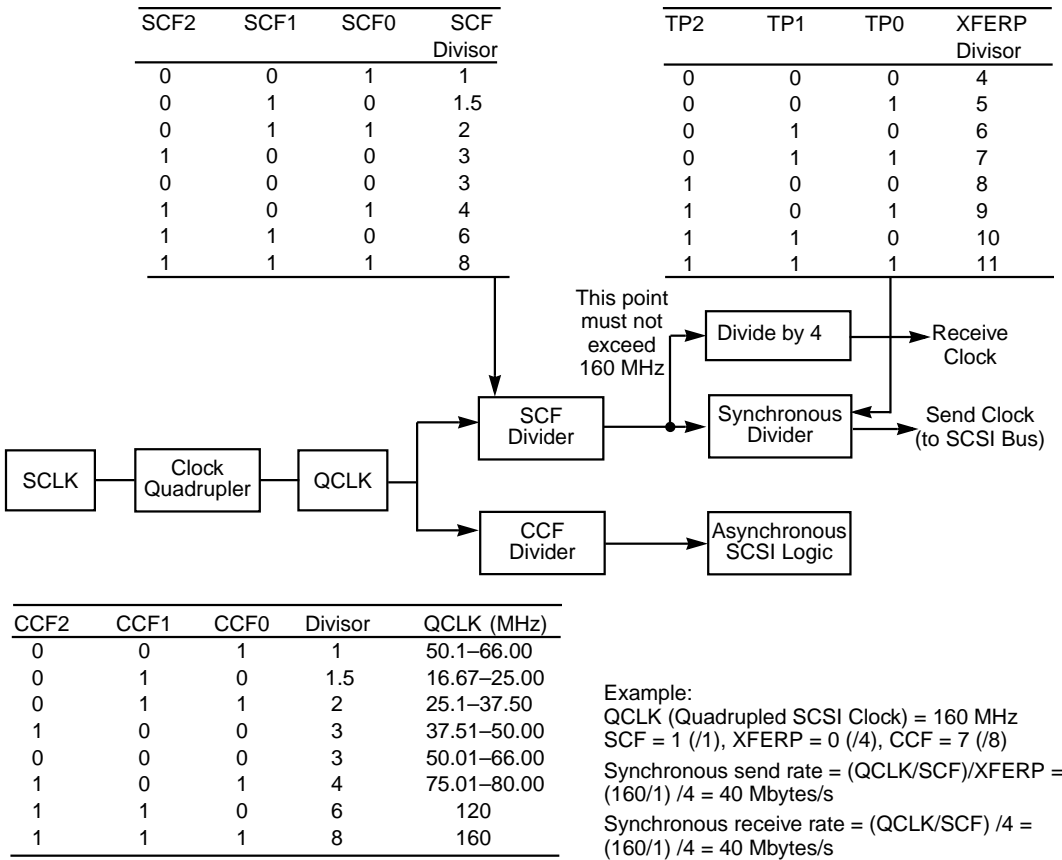 SCF2 SCF1 SCF0 SCF Divisor
0 0 1 1
0 1 0 1.5
0 1 1 2
1 0 0 3
0 0 0 3
1 0 1 4
1 1 0 6
1 1 1 8
TP2 TP1 TP0 XFERP Divisor
0 0 0 4
0 0 1 5
0 1 0 6
0 1 1 7
1 0 0 8
1 0 1 9
1 1 0 10
1 1 1 11
This point
must not
exceed
160 MHz
Divide by 4
Receive
Clock
SCF
Divider
Synchronous
Divider
Send Clock
(to SCSI Bus)
SCLK
Clock
Quadrupler
QCLK
CCF
Divider
Asynchronous
SCSI Logic
CCF2 CCF1 CCF0 Divisor QCLK (MHz)
0 0 1 1 50.1–66.00
0 1 0 1.5 16.67–25.00
0 1 1 2 25.1–37.50
1 0 0 3 37.51–50.00
0 0 0 3 50.01–66.00
1 0 1 4 75.01–80.00
1 1 0 6 120
1 1 1 8 160
Example:
QCLK (Quadrupled SCSI Clock) = 160 MHz
SCF = 1 (/1), XFERP = 0 (/4), CCF = 7 (/8)
Synchronous send rate = (QCLK/SCF)/XFERP =
(160/1) /4 = 40 Mbytes/s
Synchronous receive rate = (QCLK/SCF) /4 =
(160/1) /4 = 40 Mbytes/s